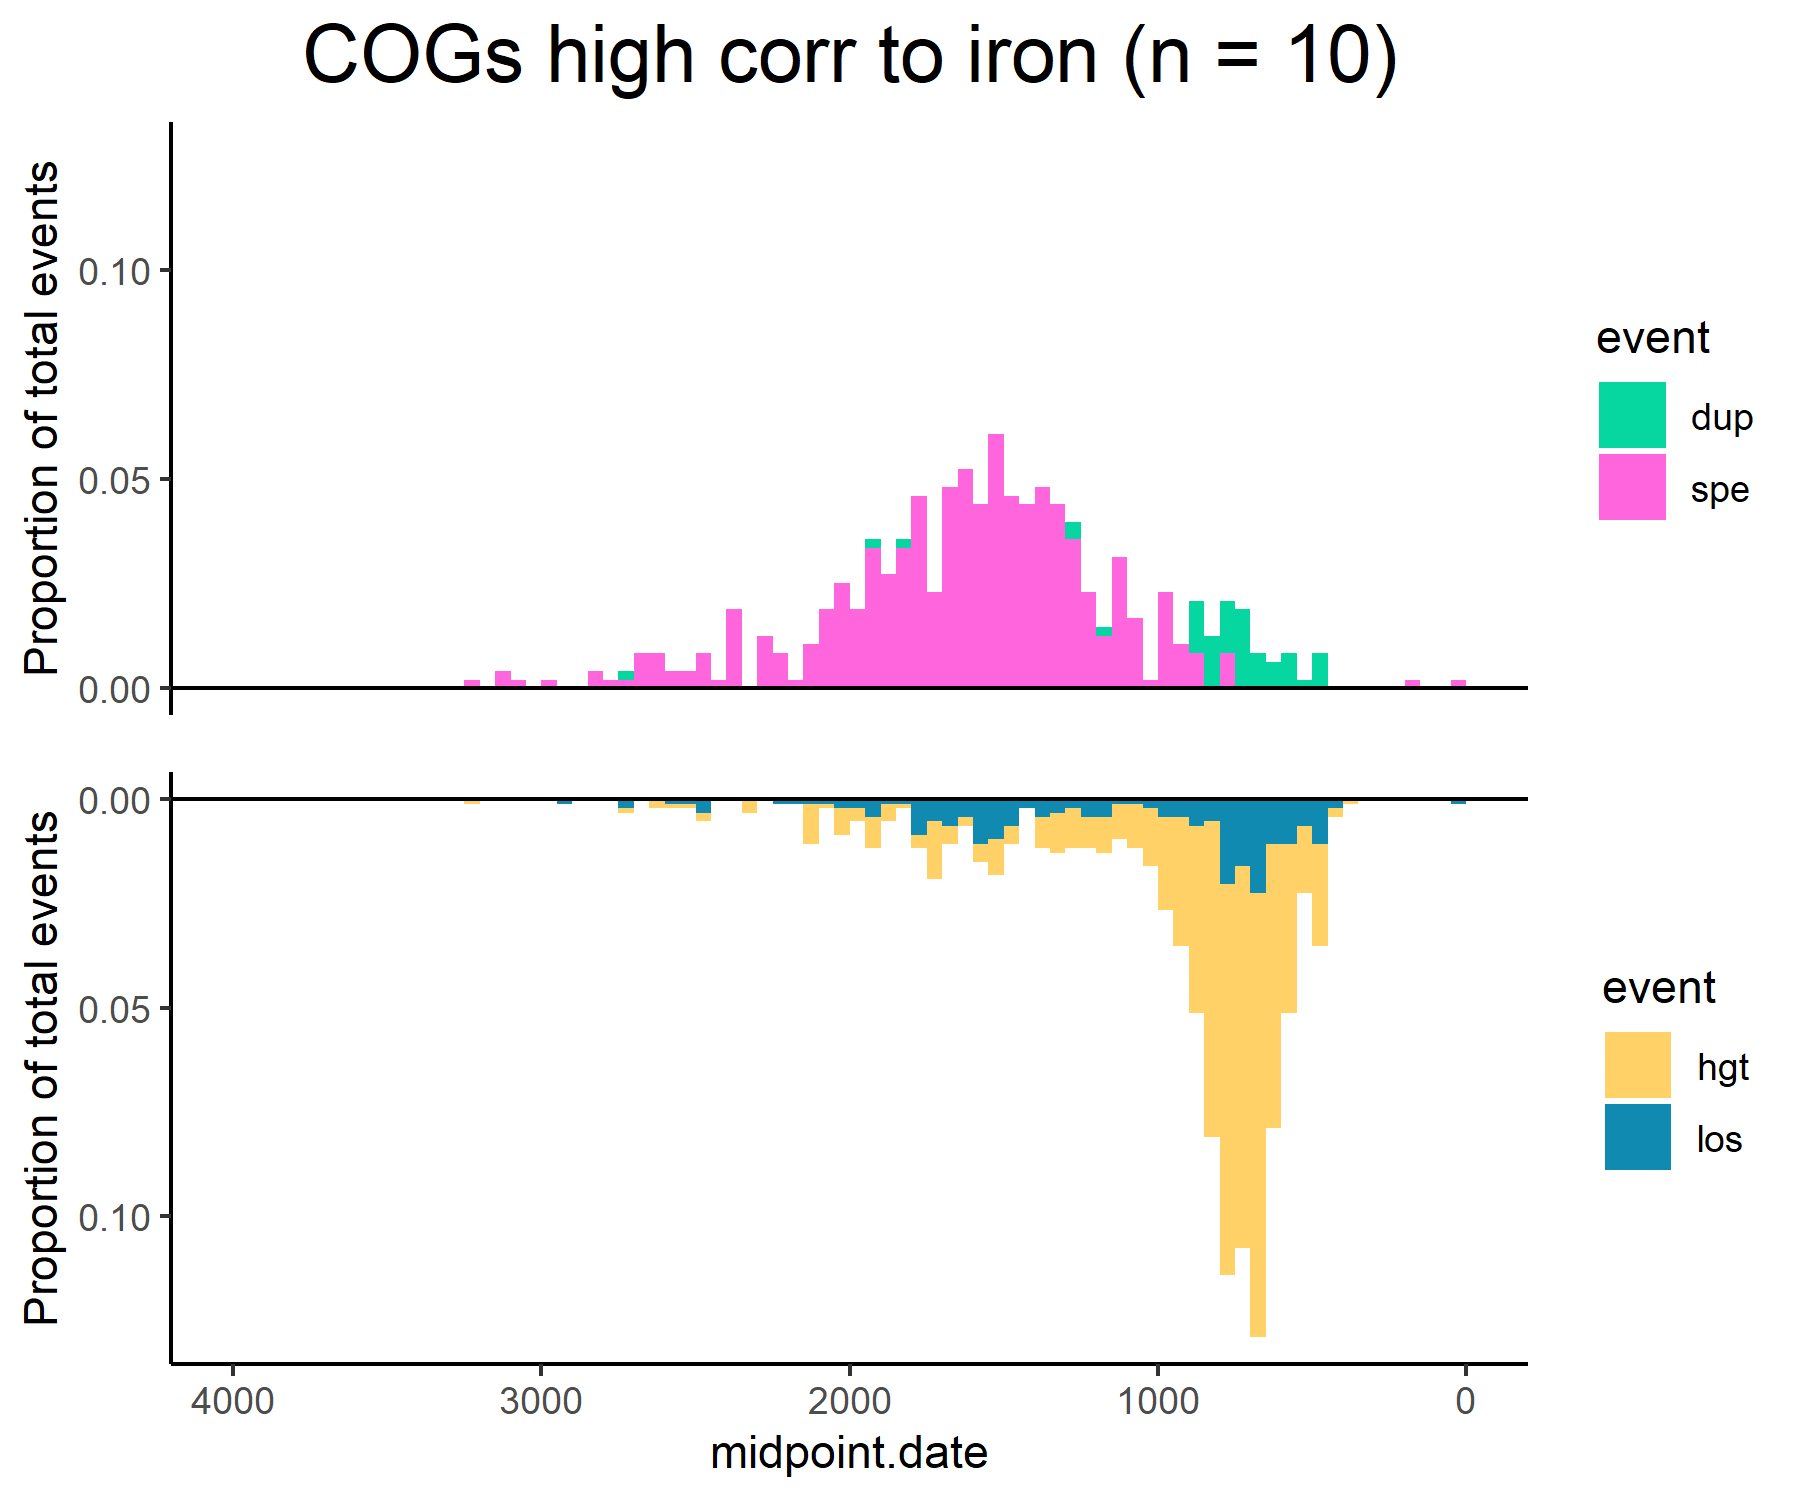 COGs high corr to iron (n = 10)
Proportion of total events
0.10
0.05
0.00
event
dup
spe
Proportion of total events
0.00
0.05
0.10
event
hgt
los
4000 3000 2000 1000 0
midpoint.date